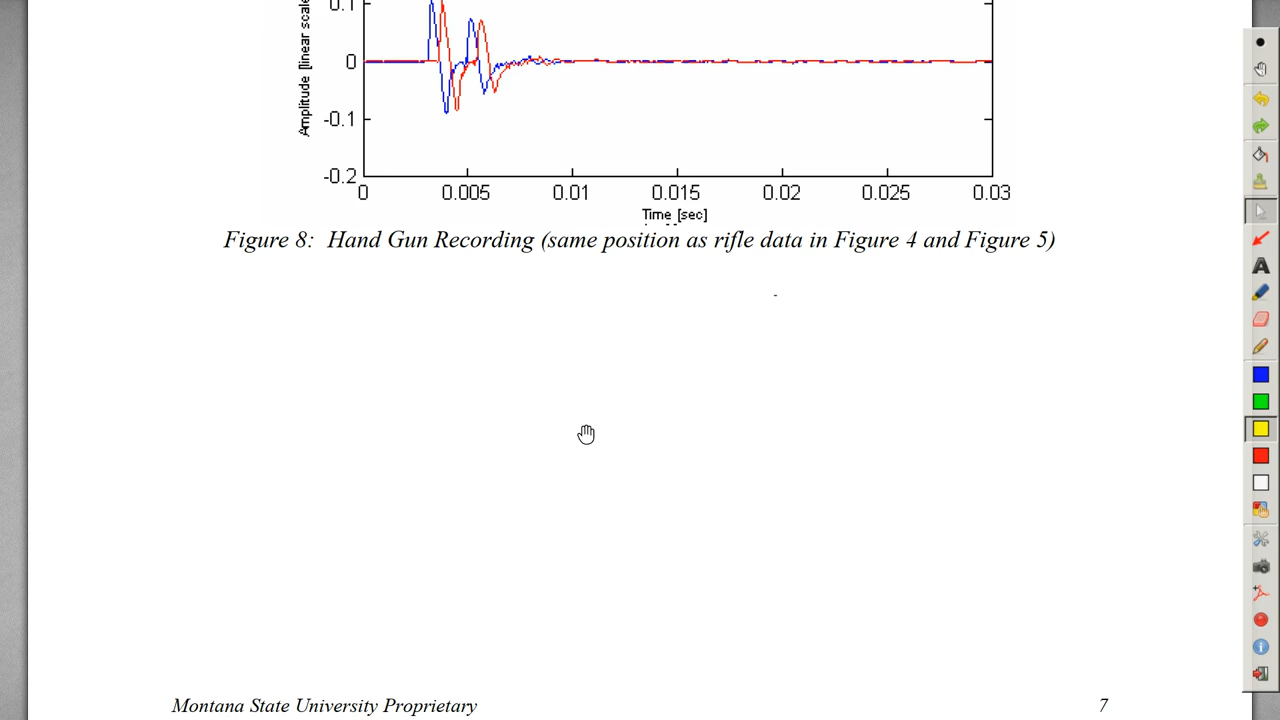 0.1
0
-0.1
-0.2
Amplitude [linear scale
0 0.005 0.01 0.015 0.02 0.025 0.03
Time [sec]
Figure 8: Hand Gun Recording (same position as rifle data in Figure 4 and Figure 5)
Montana State University Proprietary 7